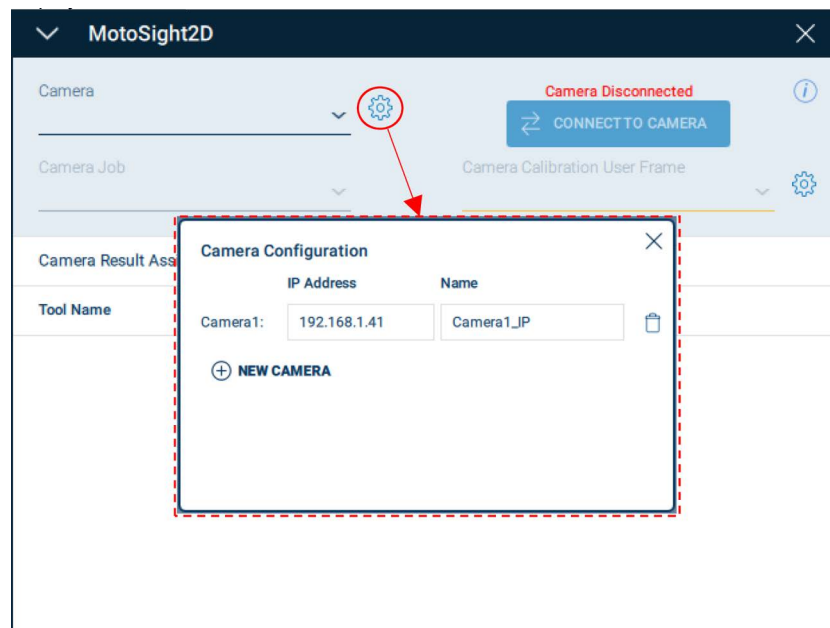 MotoSight2D
Camera
Camera Disconnected
CONNECT TO CAMERA
Camera Job
Camera Calibration User Frame
Camera Result Ass
Tool Name
Camera Configuration
IP Address Name
Camera1: 192.168.1.41 Camera1_IP
NEW CAMERA